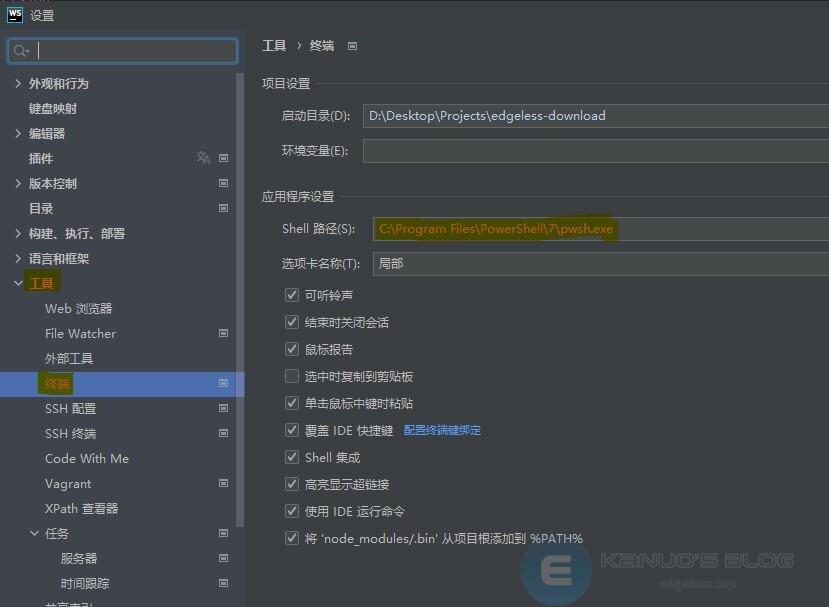 WS 设置
外观和行为
键盘映射
编辑器
插件
版本控制
目录
构建、执行、部署
语言和框架
工具
Web 浏览器
File Watcher
外部工具
终端
SSH 配置
SSH 终端
Code With Me
Vagrant
XPath 查看器
任务
服务器
时间跟踪
共享索引
工具 › 终端
项目设置
启动目录(D): D:\Desktop\Projects\edgeless-download
环境变量(E):
应用程序设置
Shell 路径(S): C:\Program Files\PowerShell\7\pwsh.exe
选项卡名称(T): 局部
可听铃声
结束时关闭会话
鼠标报告
选中时复制到剪贴板
单击鼠标中键时粘贴
覆盖 IDE 快捷键 配置终端键绑定
Shell 集成
高亮显示超链接
使用 IDE 运行命令
将 'node_modules/.bin' 从项目根添加到 %PATH%
KANUO'S BLOG
edgeless.top